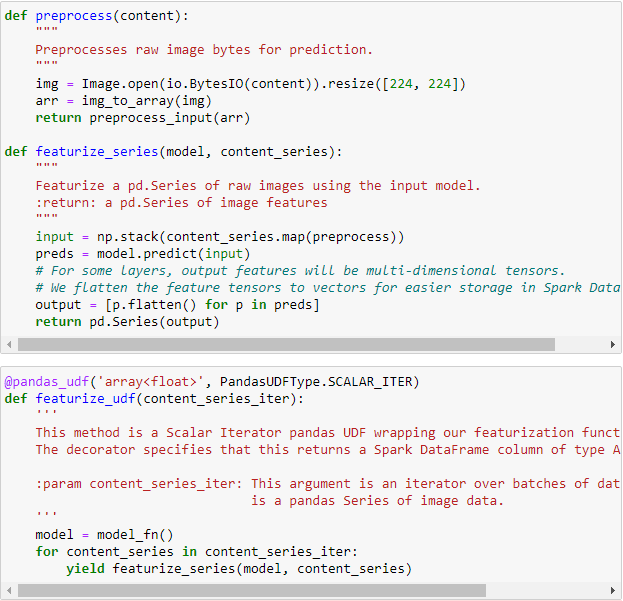 def preprocess(content):
    """
    Preprocesses raw image bytes for prediction.
    """
    img = Image.open(io.BytesIO(content)).resize([224, 224])
    arr = img_to_array(img)
    return preprocess_input(arr)

def featurize_series(model, content_series):
    """
    Featurize a pd.Series of raw images using the input model.
    :return: a pd.Series of image features
    """
    input = np.stack(content_series.map(preprocess))
    preds = model.predict(input)
    # For some layers, output features will be multi-dimensional tensors.
    # We flatten the feature tensors to vectors for easier storage in Spark Data
    output = [p.flatten() for p in preds]
    return pd.Series(output)

@pandas_udf('array<float>', PandasUDFType.SCALAR_ITER)
def featurize_udf(content_series_iter):
    '''
    This method is a Scalar Iterator pandas UDF wrapping our featurization funct
    The decorator specifies that this returns a Spark DataFrame column of type A

    :param content_series_iter: This argument is an iterator over batches of dat
                                is a pandas Series of image data.
    '''
    model = model_fn()
    for content_series in content_series_iter:
        yield featurize_series(model, content_series)